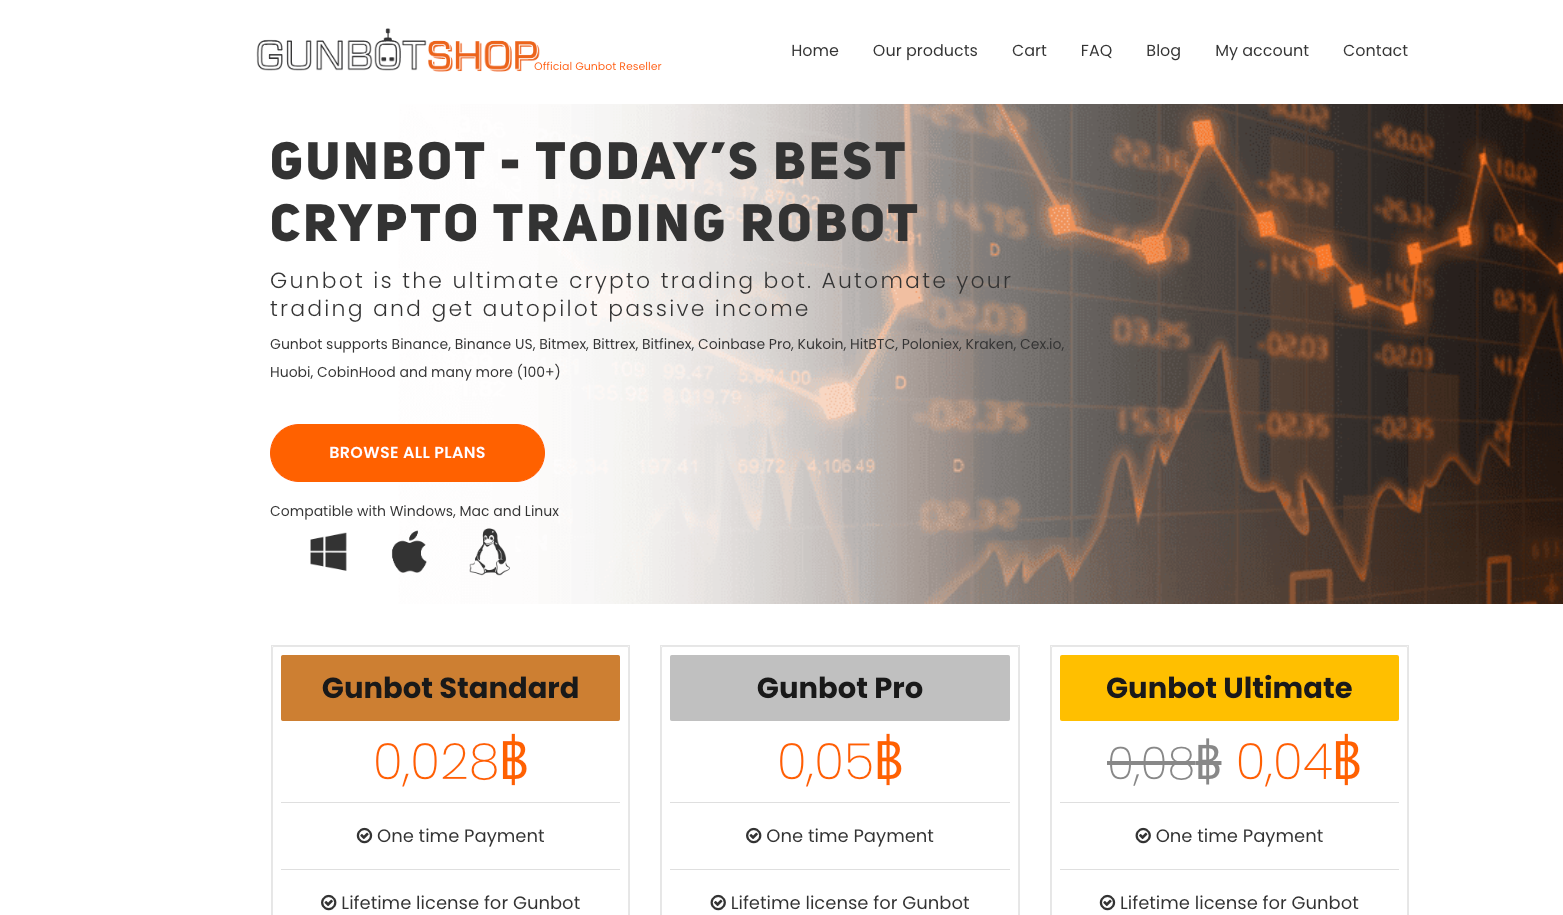 GUNBOTSHOP
Official Gunbot Reseller
Home Our products Cart FAQ Blog My account Contact
GUNBOT - TODAY’S BEST
CRYPTO TRADING ROBOT
Gunbot is the ultimate crypto trading bot. Automate your
trading and get autopilot passive income
Gunbot supports Binance, Binance US, Bitmex, Bittrex, Bitfinex, Coinbase Pro, Kukoin, HitBTC, Poloniex, Kraken, Cex.io,
Huobi, CobinHood and many more (100+)
BROWSE ALL PLANS
Compatible with Windows, Mac and Linux
Gunbot Standard
0,028฿
One time Payment
Lifetime license for Gunbot
Gunbot Pro
0,05฿
One time Payment
Lifetime license for Gunbot
Gunbot Ultimate
0,08฿ 0,04฿
One time Payment
Lifetime license for Gunbot